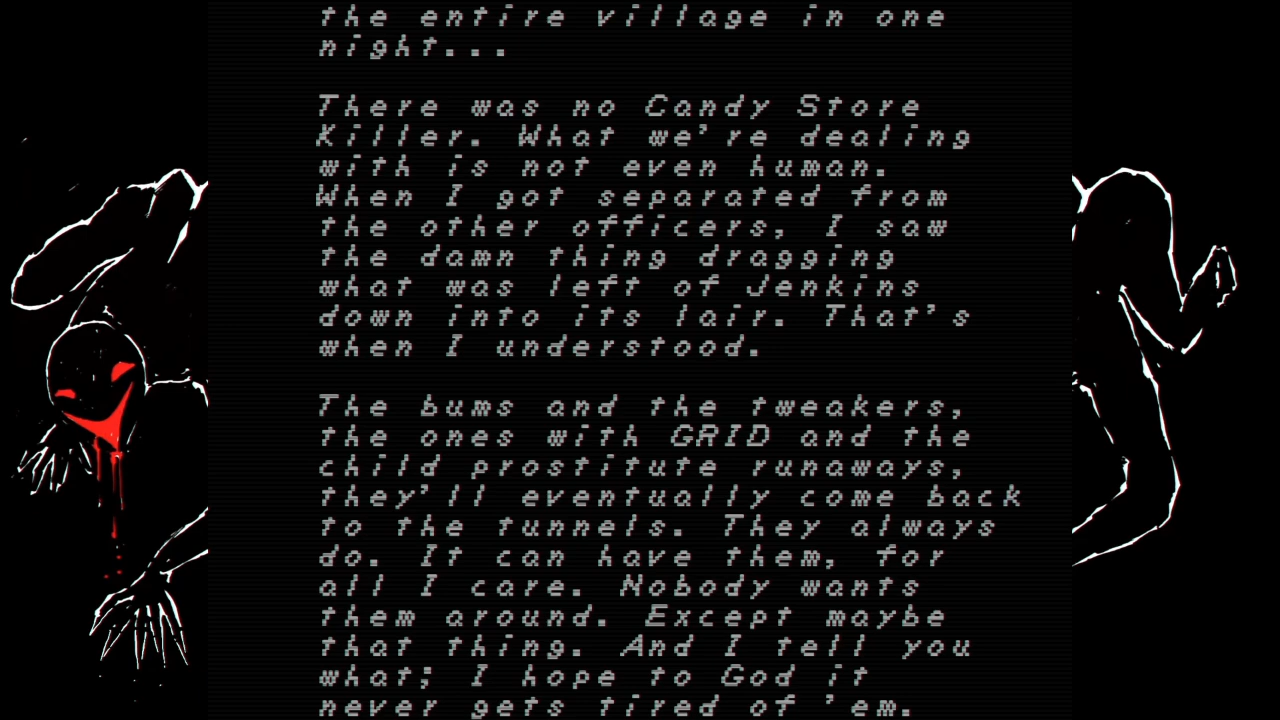 the entire village in one
night...
There was no Candy Store
Killer. What we're dealing
with is not even human.
When I got separated from
the other officers, I saw
the damn thing dragging
what was left of Jenkins
down into its lair. That's
when I understood.
The bums and the tweakers,
the ones with GRID and the
child prostitute runaways,
they'll eventually come back
to the tunnels. They always
do. It can have them, for
all I care. Nobody wants
them around. Except maybe
that thing. And I tell you
what; I hope to God it
never gets tired of 'em.